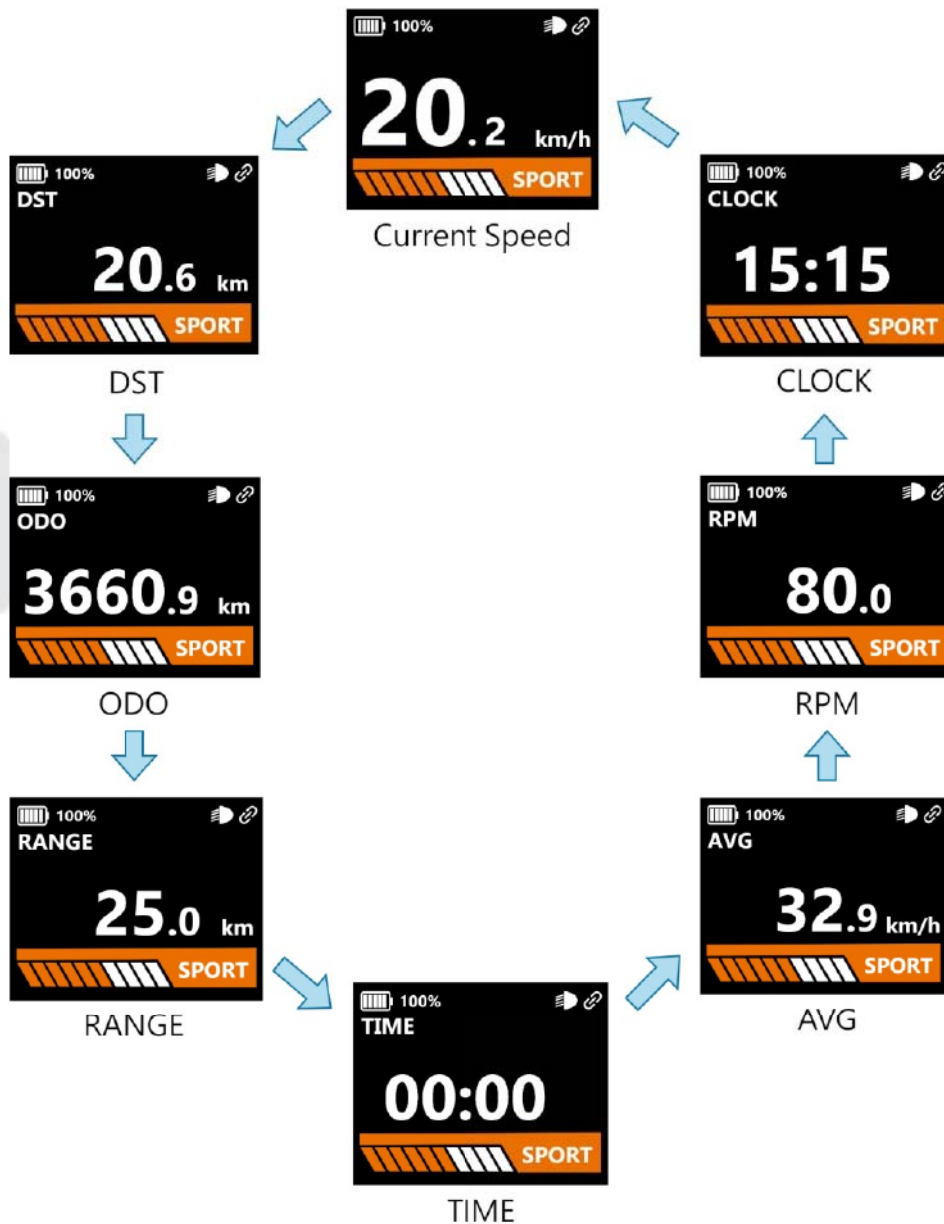 100%
20.2 km/h
SPORT
Current Speed
100%
DST
20.6 km
SPORT
DST
100%
ODO
3660.9 km
SPORT
ODO
100%
RANGE
25.0 km
SPORT
RANGE
100%
TIME
00:00
SPORT
TIME
100%
AVG
32.9 km/h
SPORT
AVG
100%
RPM
80.0
SPORT
RPM
100%
CLOCK
15:15
SPORT
CLOCK